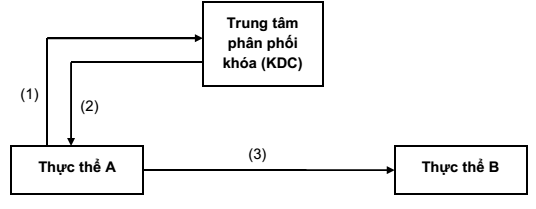 Trung tâm
phân phối
khóa (KDC)
(1)
(2)
(3)
Thực thể A
Thực thể B